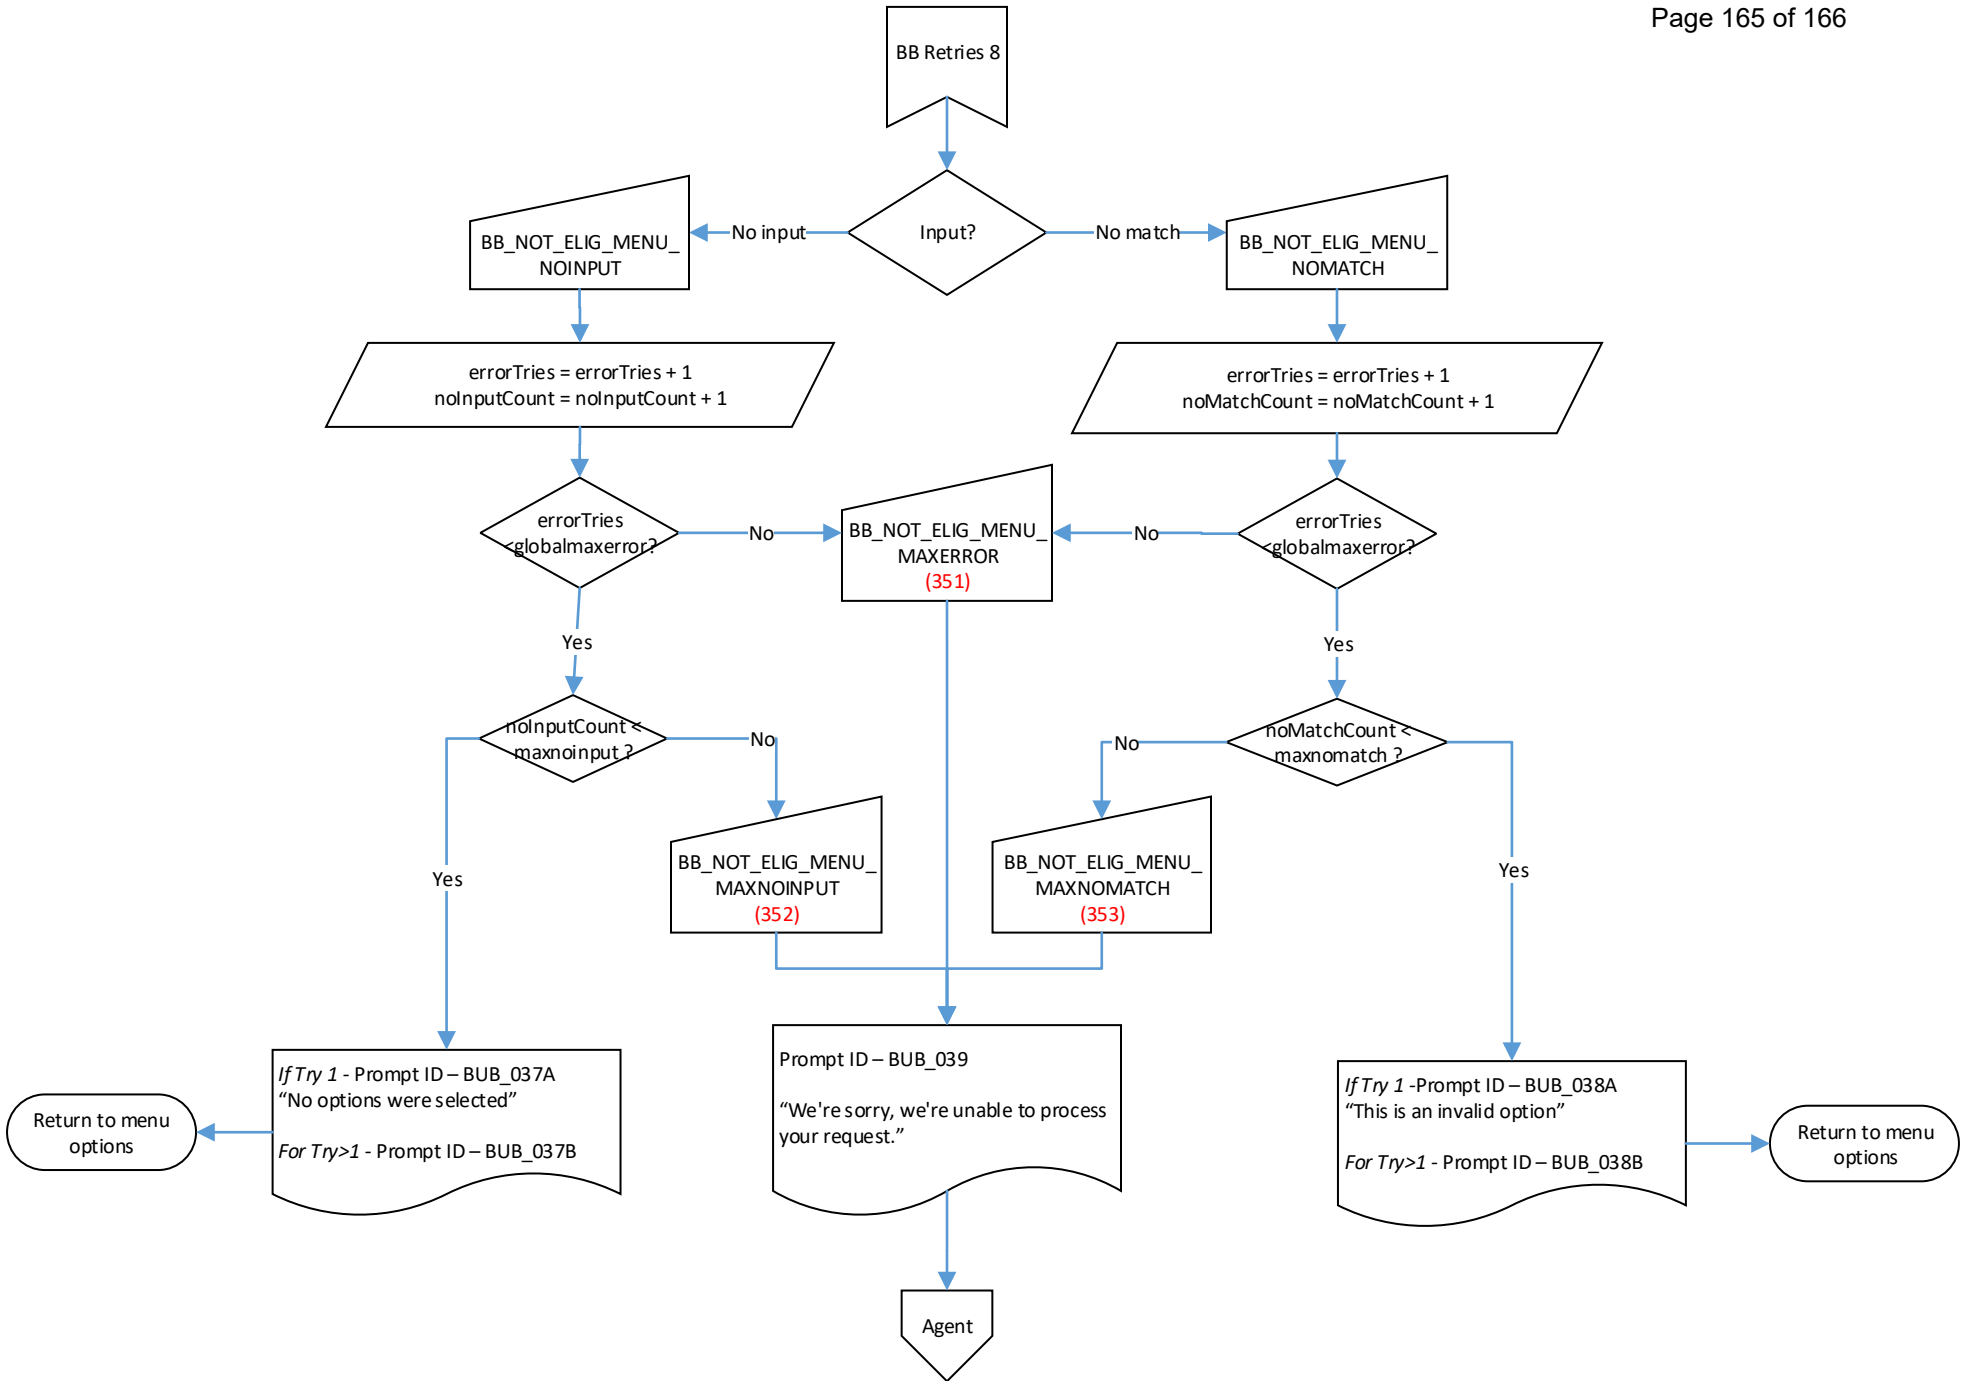 Page 165 of 166
BB Retries 8
Input?
No input
No match
BB_NOT_ELIG_MENU_
NOINPUT
BB_NOT_ELIG_MENU_
NOMATCH
errorTries = errorTries + 1
noInputCount = noInputCount + 1
errorTries = errorTries + 1
noMatchCount = noMatchCount + 1
errorTries
<globalmaxerror?
No
BB_NOT_ELIG_MENU_
MAXERROR
(351)
No
errorTries
<globalmaxerror?
Yes
Yes
noInputCount <
maxnoinput ?
No
No
noMatchCount <
maxnomatch ?
Yes
BB_NOT_ELIG_MENU_
MAXNOINPUT
(352)
BB_NOT_ELIG_MENU_
MAXNOMATCH
(353)
Yes
If Try 1 - Prompt ID – BUB_037A
“No options were selected”
For Try>1 - Prompt ID – BUB_037B
Return to menu
options
Prompt ID – BUB_039
“We're sorry, we're unable to process
your request.”
If Try 1 -Prompt ID – BUB_038A
“This is an invalid option”
For Try>1 - Prompt ID – BUB_038B
Return to menu
options
Agent